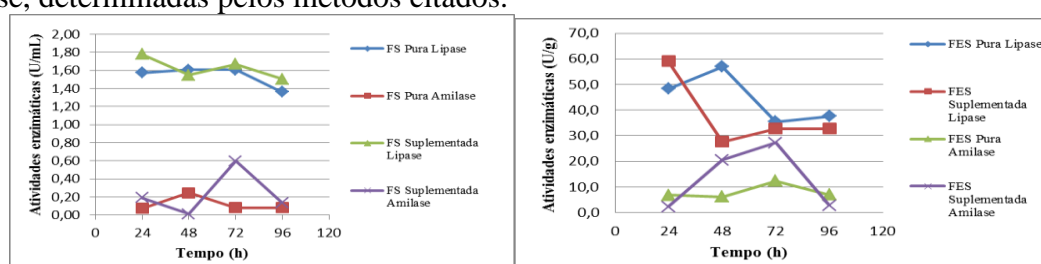 se, determinadas pelos métodos citados.
Atividades enzimáticas (U/mL)
2,00
1,80
1,60
1,40
1,20
1,00
0,80
0,60
0,40
0,20
0,00
0 24 48 72 96 120
Tempo (h)
FS Pura Lipase
FS Pura Amilase
FS Suplementada
Lipase
FS Suplementada
Amilase
Atividades enzimáticas (U/g)
70,0
60,0
50,0
40,0
30,0
20,0
10,0
0,0
0 24 48 72 96 120
Tempo (h)
FES Pura Lipase
FES
Suplementada
Lipase
FES Pura
Amilase
FES
Suplementada
Amilase